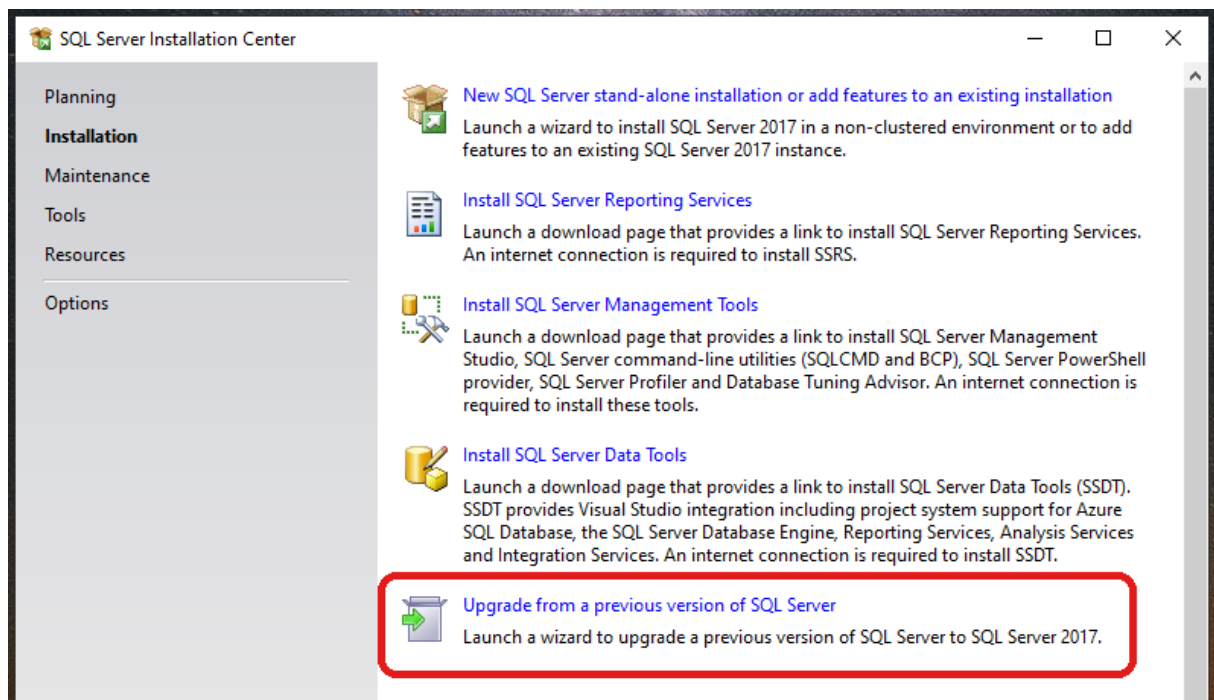 SQL Server Installation Center
Planning
Installation
Maintenance
Tools
Resources
Options
New SQL Server stand-alone installation or add features to an existing installation
Launch a wizard to install SQL Server 2017 in a non-clustered environment or to add
features to an existing SQL Server 2017 instance.
Install SQL Server Reporting Services
Launch a download page that provides a link to install SQL Server Reporting Services.
An internet connection is required to install SSRS.
Install SQL Server Management Tools
Launch a download page that provides a link to install SQL Server Management
Studio, SQL Server command-line utilities (SQLCMD and BCP), SQL Server PowerShell
provider, SQL Server Profiler and Database Tuning Advisor. An internet connection is
required to install these tools.
Install SQL Server Data Tools
Launch a download page that provides a link to install SQL Server Data Tools (SSDT).
SSDT provides Visual Studio integration including project system support for Azure
SQL Database, the SQL Server Database Engine, Reporting Services, Analysis Services
and Integration Services. An internet connection is required to install SSDT.
Upgrade from a previous version of SQL Server
Launch a wizard to upgrade a previous version of SQL Server to SQL Server 2017.